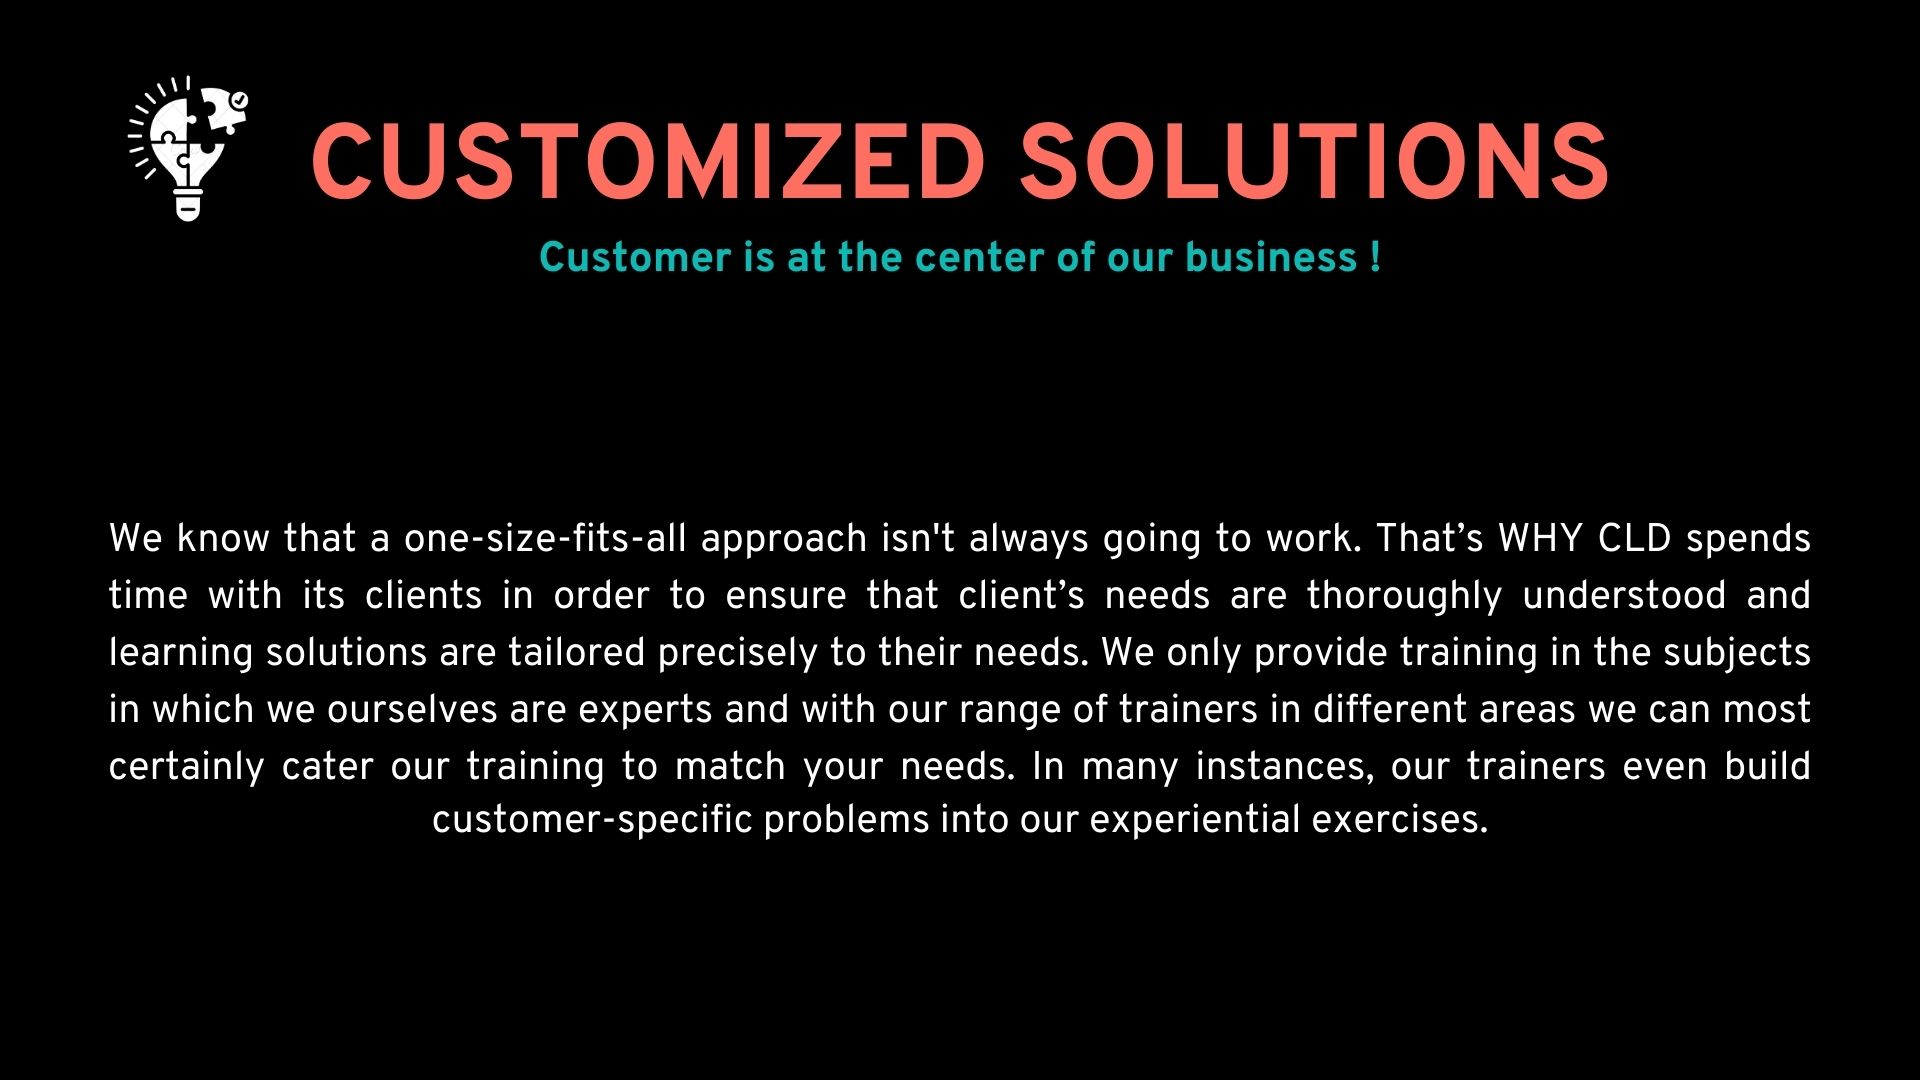 CUSTOMIZED SOLUTIONS
Customer is at the center of our business !
We know that a one-size-fits-all approach isn't always going to work. That’s WHY CLD spends
time with its clients in order to ensure that client’s needs are thoroughly understood and
learning solutions are tailored precisely to their needs. We only provide training in the subjects
in which we ourselves are experts and with our range of trainers in different areas we can most
certainly cater our training to match your needs. In many instances, our trainers even build
customer-specific problems into our experiential exercises.